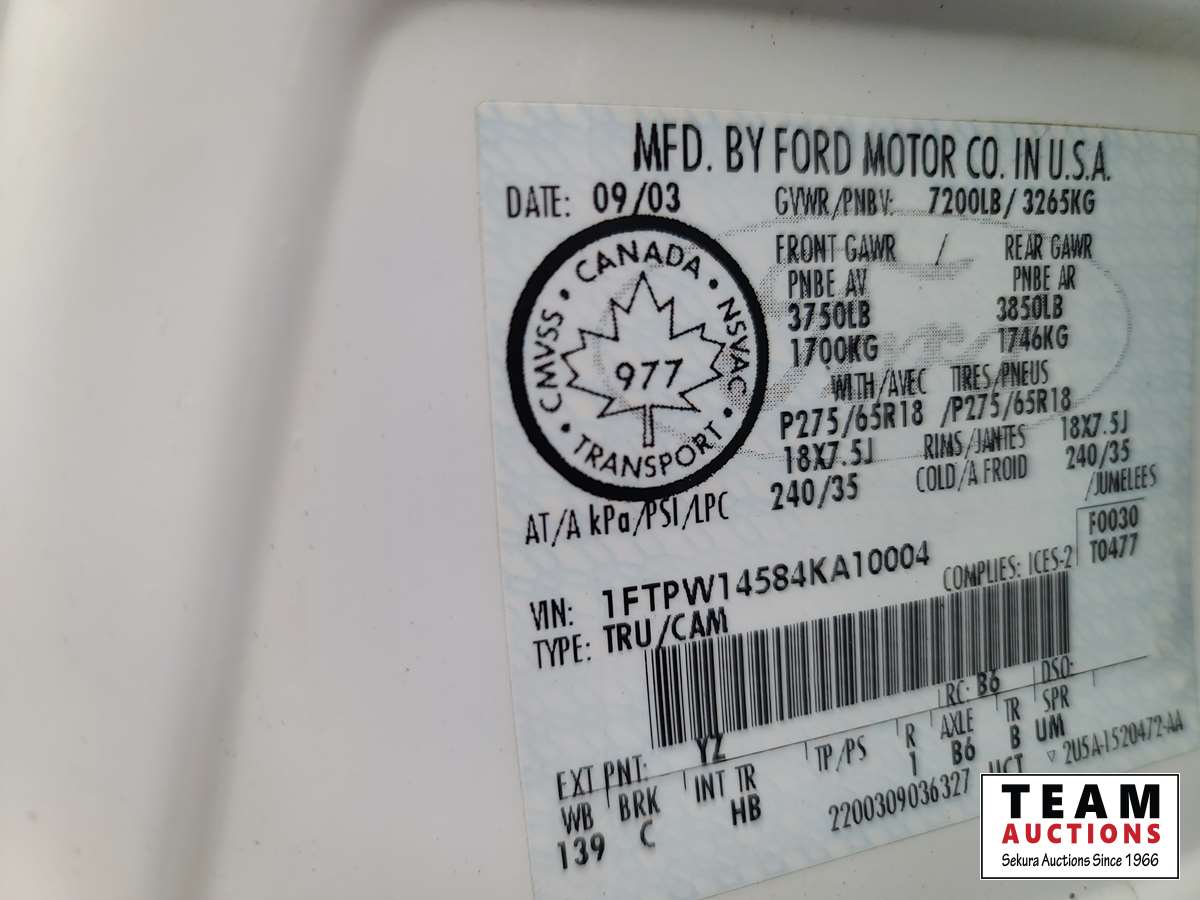 MFD. BY FORD MOTOR CO. IN U.S.A.
DATE: 09/03
GVWR/PNBV: 7200LB/ 3265KG
CANADA • NSVAC • TRANSPORT • CMVSS •
977
FRONT GAWR / REAR GAWR
PNBE AV PNBE AR
3750LB 3850LB
1700KG 1746KG
WITH/AVEC TIRES/PNEUS
P275/65R18 /P275/65R18
18X7.5J RIMS/JANTES 18X7.5J
AT/A kPa/PSI/LPC 240/35 COLD/A FROID 240/35
/JUMELEES
VIN: 1FTPW14584KA10004
COMPLIES: ICES-2
F0030
T0477
TYPE: TRU/CAM
RC: B6 DSO:
EXT PNT: YZ TP/PS R AXLE TR SPR
1 B6 B UM
WB BRK INT TR
139 C HB
2200309036327 UCT ▽ 2U5A-1520472-AA
TEAM
AUCTIONS
Sekura Auctions Since 1966